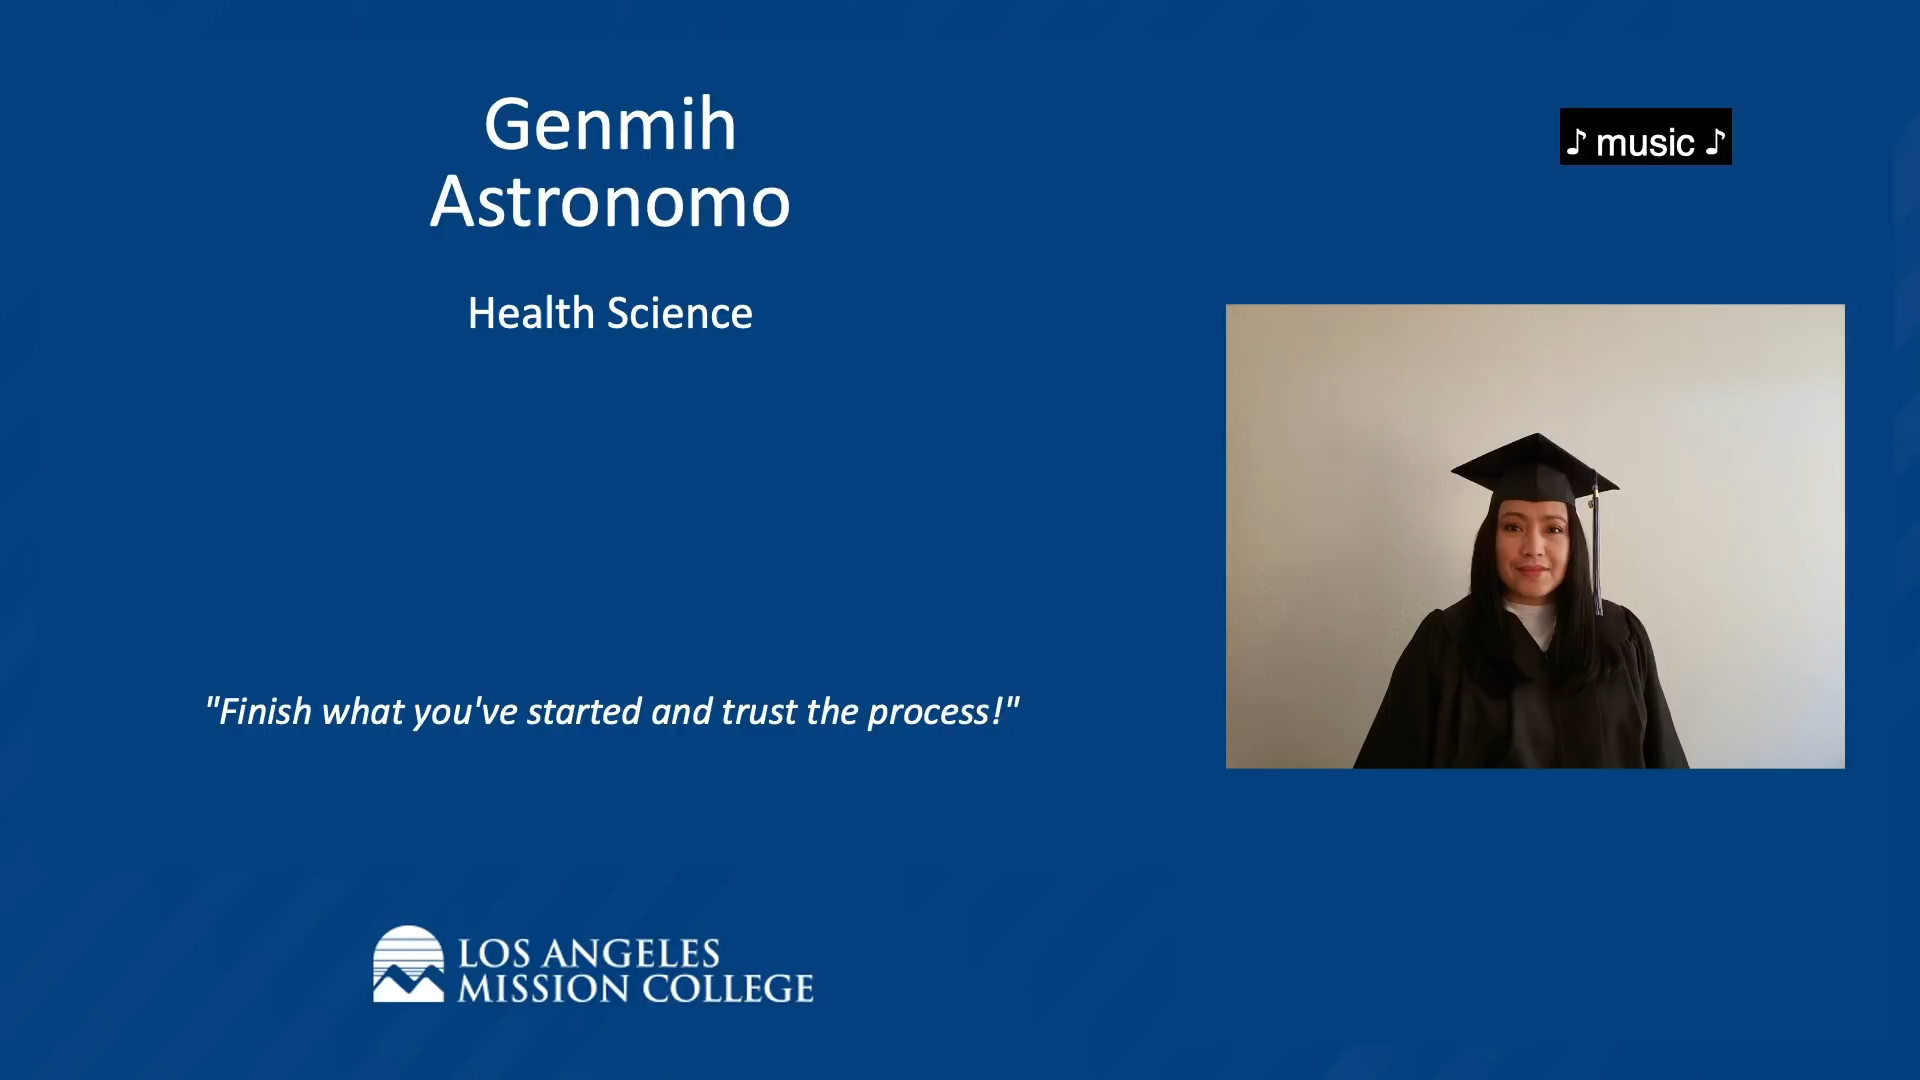 Genmih
Astronomo
♪ music ♪
Health Science
"Finish what you've started and trust the process!"
LOS ANGELES
MISSION COLLEGE